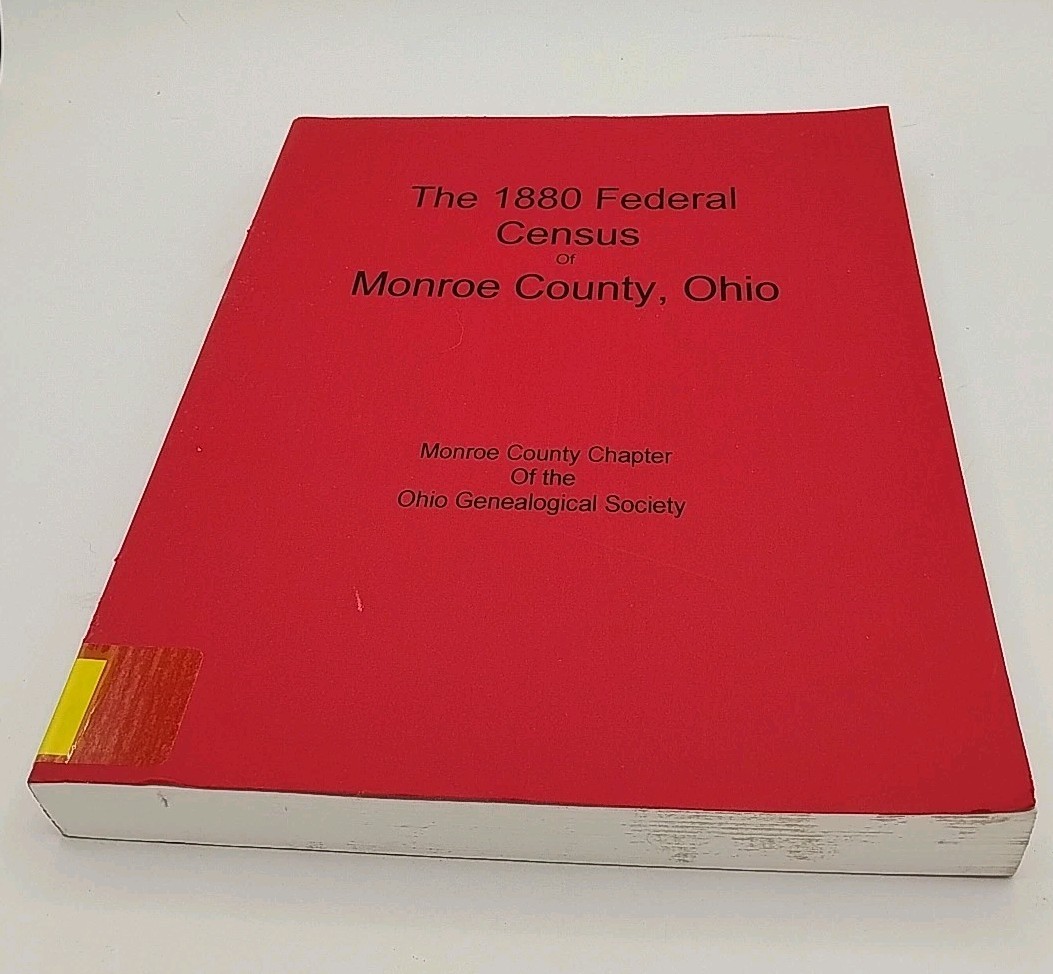 The 1880 Federal
Census
Of
Monroe County, Ohio
Monroe County Chapter
Of the
Ohio Genealogical Society